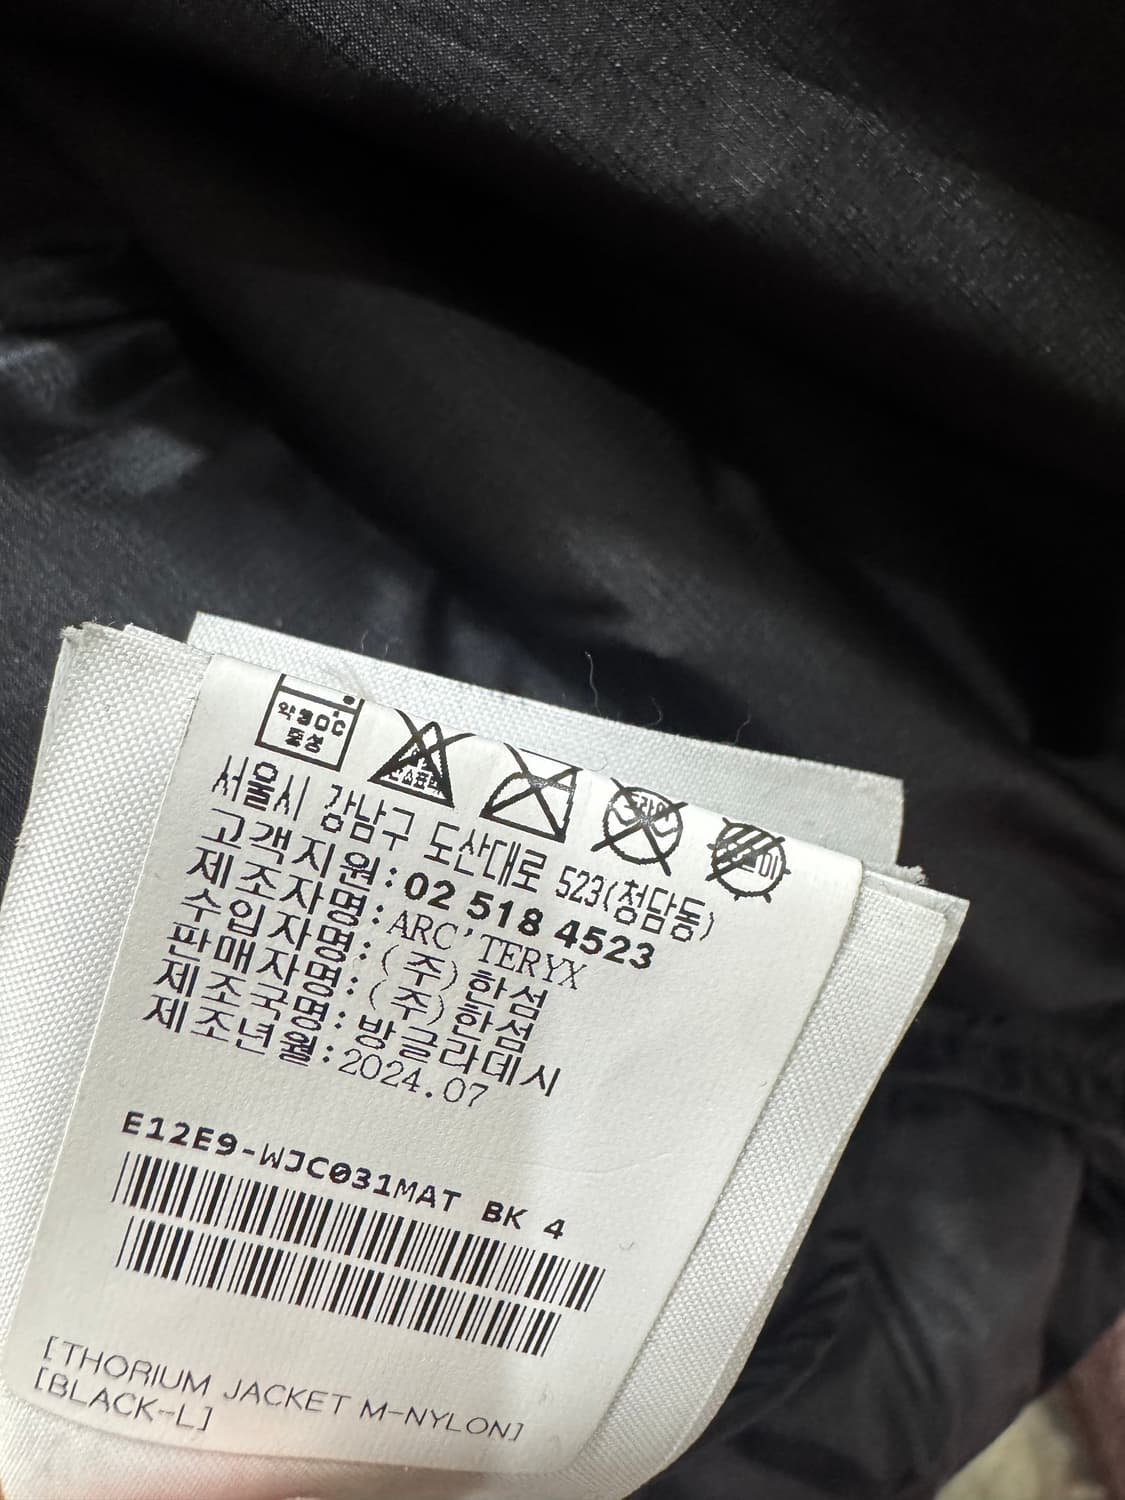 약30℃
중성
서울시 강남구 도산대로 523(청담동)
고객지원:02 518 4523
제조자명:ARC'TERYX
수입자명:(주)한섬
판매자명:(주)한섬
제조국명:방글라데시
제조년월:2024.07
E12E9-WJC031MAT BK 4
[THORIUM JACKET M-NYLON]
[BLACK-L]